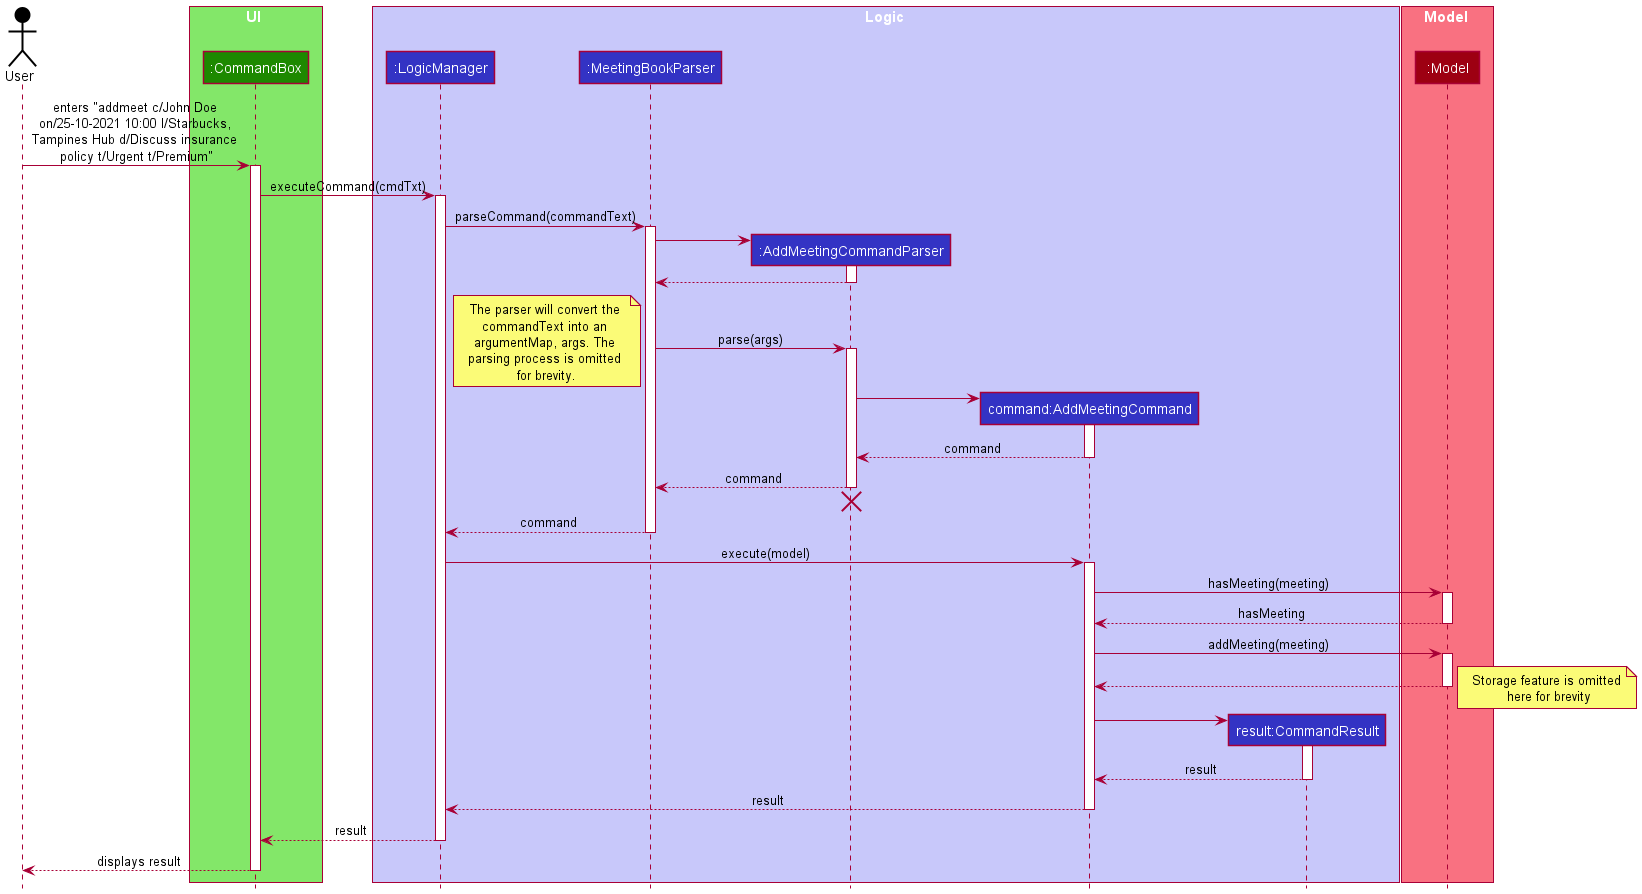 UI
Logic
Model
User
:CommandBox
:LogicManager
:MeetingBookParser
:Model
enters "addmeet c/John Doe
on/25-10-2021 10:00 l/Starbucks,
Tampines Hub d/Discuss insurance
policy t/Urgent t/Premium"
executeCommand(cmdTxt)
parseCommand(commandText)
:AddMeetingCommandParser
The parser will convert the
commandText into an
argumentMap, args. The
parsing process is omitted
for brevity.
parse(args)
command:AddMeetingCommand
command
command
command
execute(model)
hasMeeting(meeting)
hasMeeting
addMeeting(meeting)
Storage feature is omitted
here for brevity
result:CommandResult
result
result
result
displays result